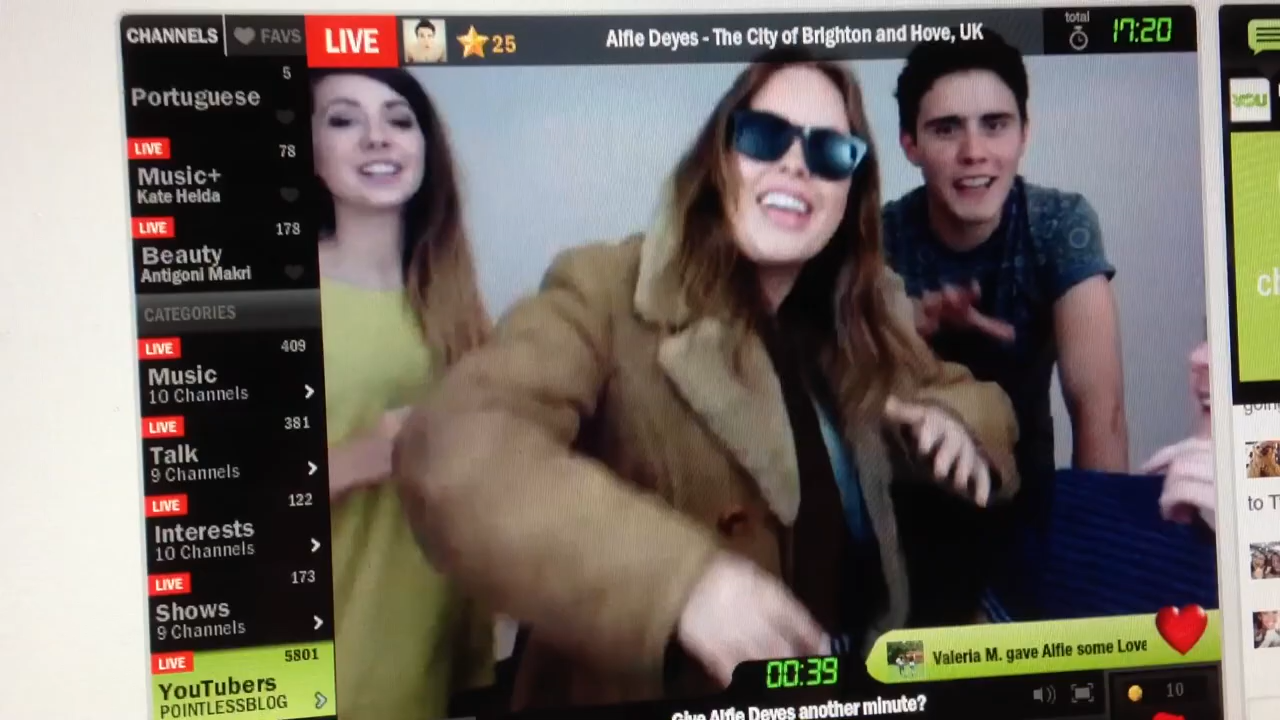 CHANNELS
FAVS
LIVE
25
Alfie Deyes - The City of Brighton and Hove, UK
total
17:20
5
Portuguese
LIVE
78
Music+
Kate Helda
LIVE
178
Beauty
Antigoni Makri
CATEGORIES
LIVE
409
Music
10 Channels
LIVE
381
Talk
9 Channels
LIVE
122
Interests
10 Channels
LIVE
173
Shows
9 Channels
LIVE
5801
YouTubers
POINTLESSBLOG
00:39
Valeria M. gave Alfie some Love
Give Alfie Deyes another minute?
10
YOU
to T